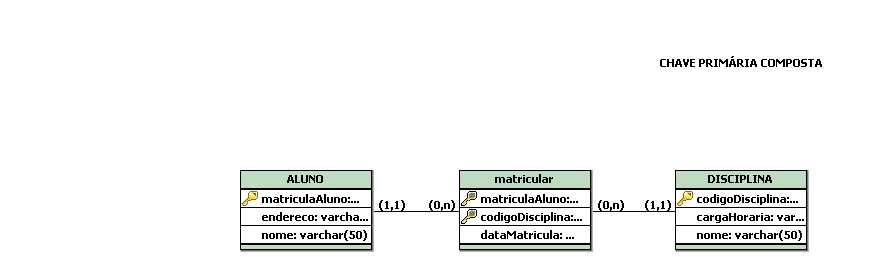 CHAVE PRIMÁRIA COMPOSTA
ALUNO
matriculaAluno:...
endereco: varcha...
nome: varchar(50)
(1,1)
(0,n)
matricular
matriculaAluno:...
codigoDisciplina:...
dataMatricula: ...
(0,n)
(1,1)
DISCIPLINA
codigoDisciplina:...
cargaHoraria: var...
nome: varchar(50)